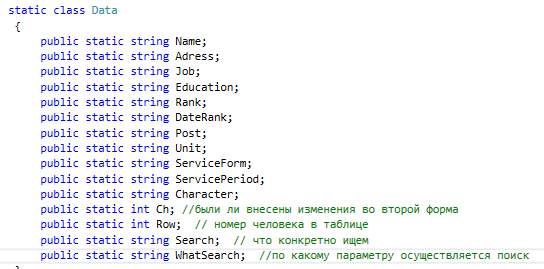 static class Data
{
public static string Name;
public static string Adress;
public static string Job;
public static string Education;
public static string Rank;
public static string DateRank;
public static string Post;
public static string Unit;
public static string ServiceForm;
public static string ServicePeriod;
public static string Character;
public static int Ch; //были ли внесены изменения во второй форма
public static int Row;  // номер человека в таблице
public static string Search;  // что конкретно ищем
public static string WhatSearch;  //по какому параметру осуществляется поиск
}